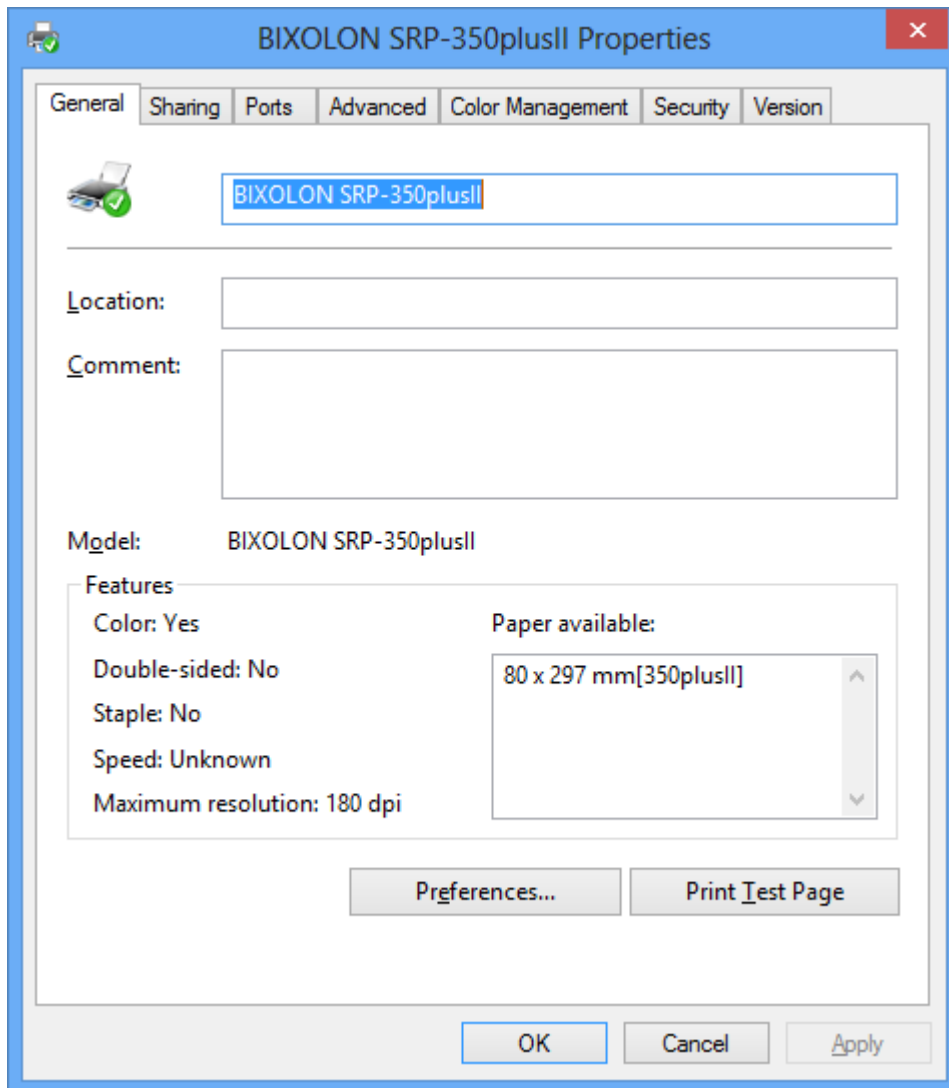 BIXOLON SRP-350plusII Properties
General Sharing Ports Advanced Color Management Security Version
BIXOLON SRP-350plusII
Location:
Comment:
Model: BIXOLON SRP-350plusII
Features
Color: Yes Paper available:
Double-sided: No 80 x 297 mm[350plusII]
Staple: No
Speed: Unknown
Maximum resolution: 180 dpi
Preferences... Print Test Page
OK Cancel Apply